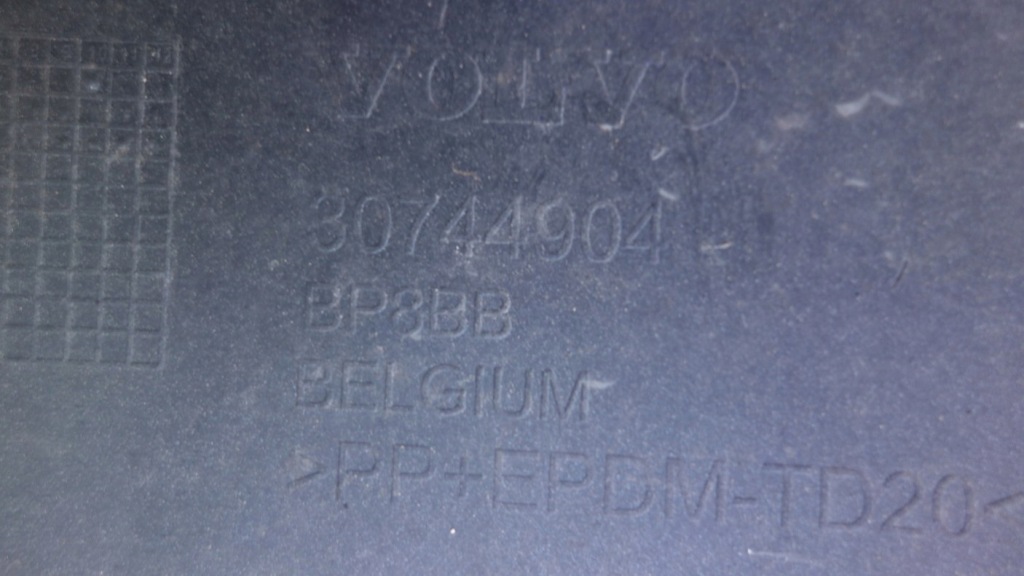 VOLVO
30744904
BP8BB
BELGIUM
>PP+EPDM-TD20<